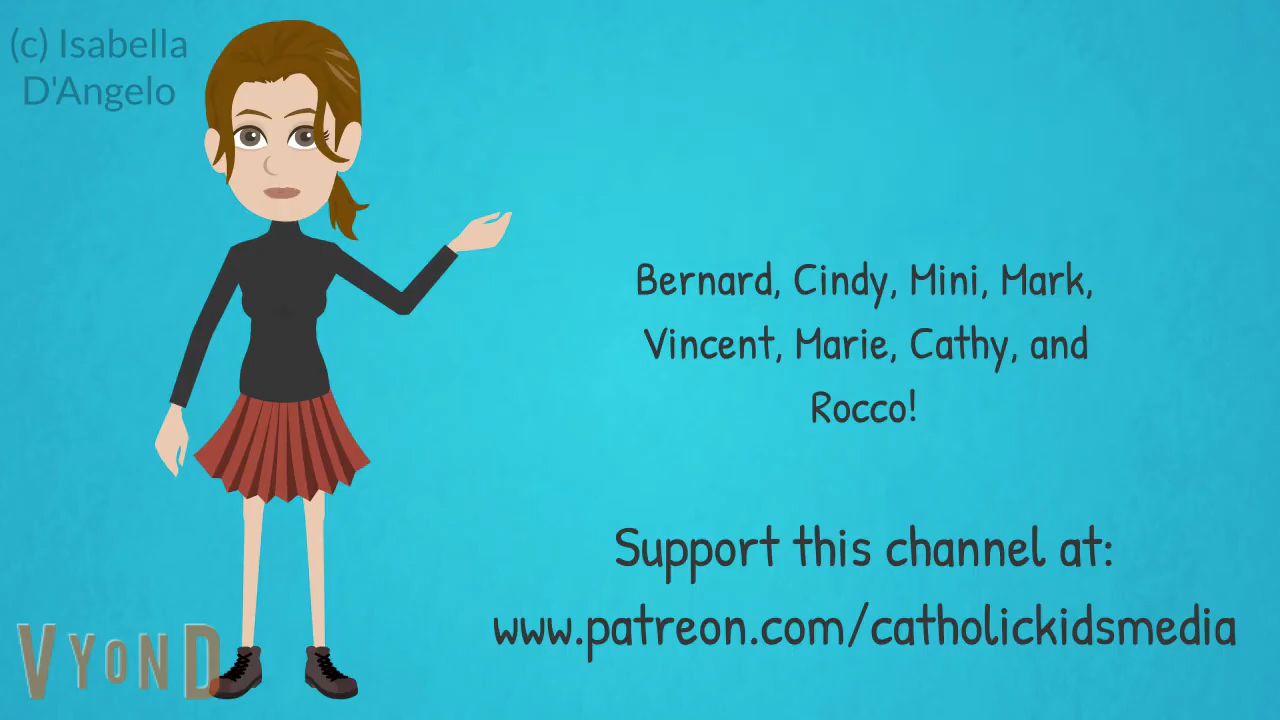 (c) Isabella
D'Angelo
Bernard, Cindy, Mini, Mark,
Vincent, Marie, Cathy, and
Rocco!
Support this channel at:
www.patreon.com/catholickidsmedia
VYOND